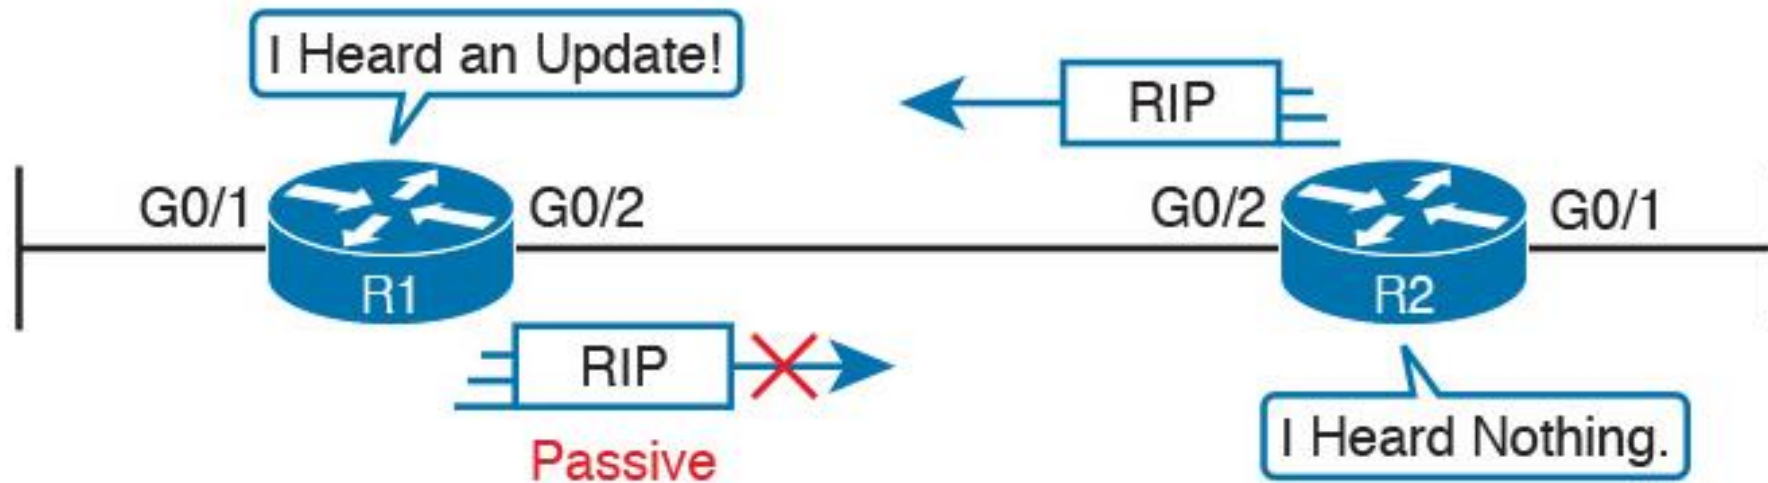 I Heard an Update!
RIP
G0/1
G0/2
G0/2
G0/1
R1
R2
RIP
Passive
I Heard Nothing.